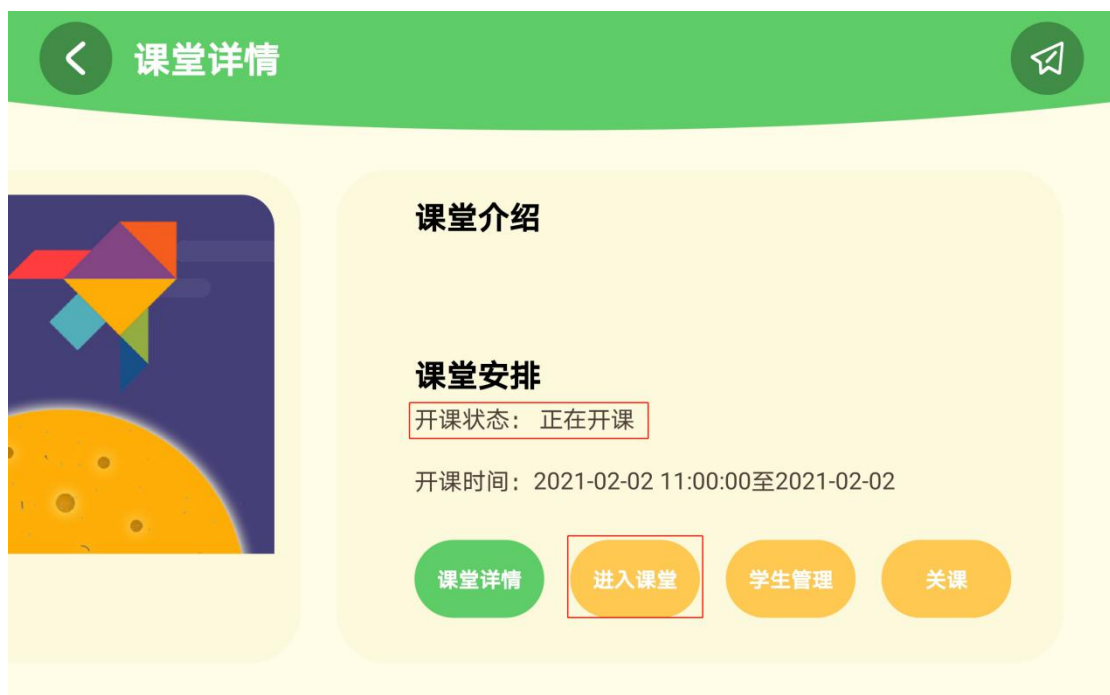 课堂详情
课堂介绍
课堂安排
开课状态： 正在开课
开课时间：2021-02-02 11:00:00至2021-02-02
课堂详情 进入课堂 学生管理 关课